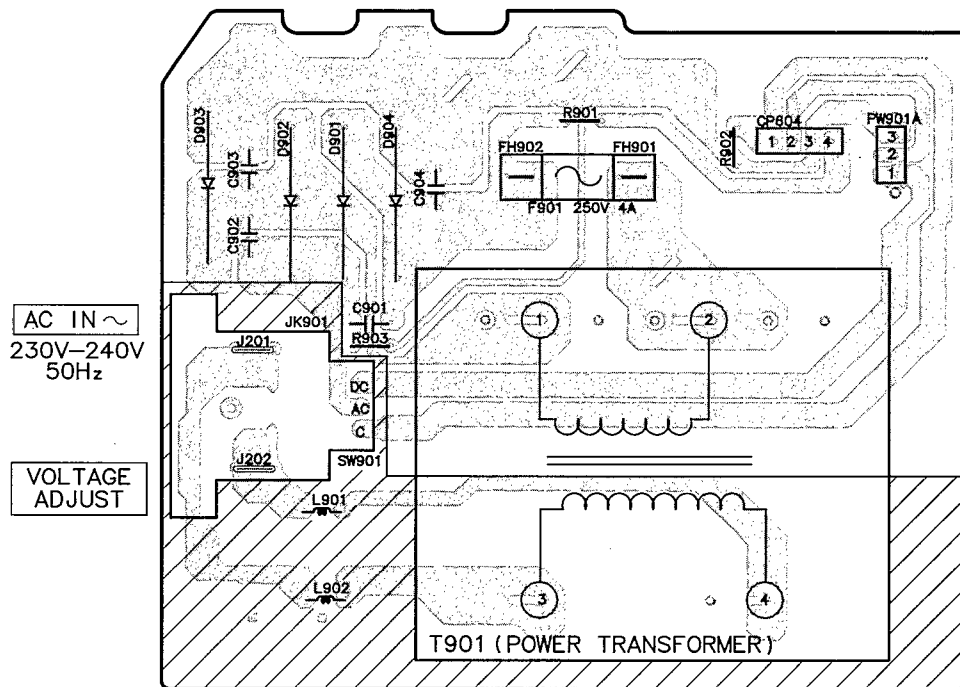 D903
C903
C902
D902
D901
D904
C904
R901
FH902
FH901
F901 250V 4A
R902
CP804
1 2 3 4
PW901A
3
2
1
AC IN ~
230V–240V
50Hz
JK901
C901
R903
J201
DC
AC
C
SW901
J202
VOLTAGE
ADJUST
L901
L902
1
2
3
4
T901 (POWER TRANSFORMER)